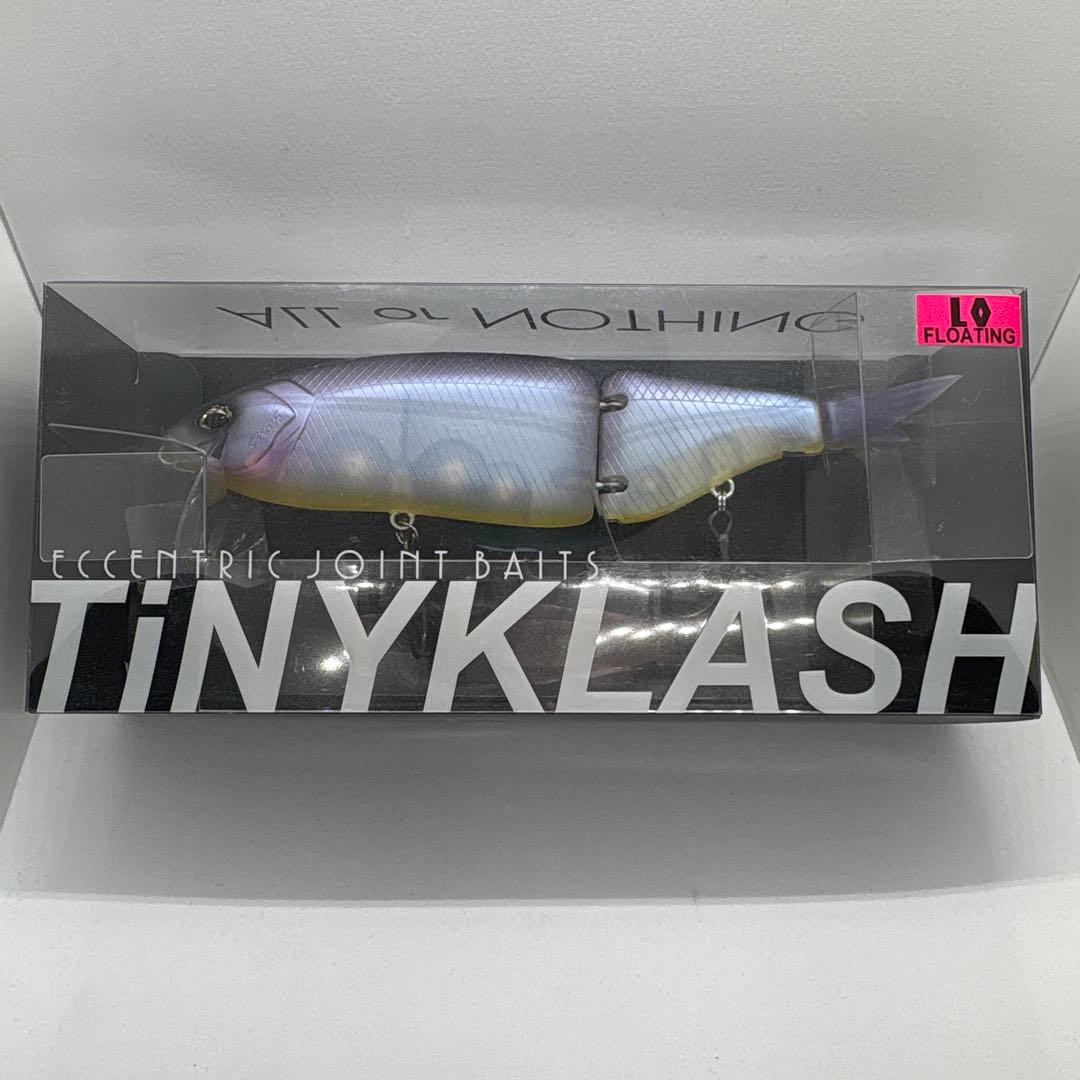 ALL or NOTHING
LO
FLOATING
ECCENTRIC JOINT BAITS
TiNYKLASH